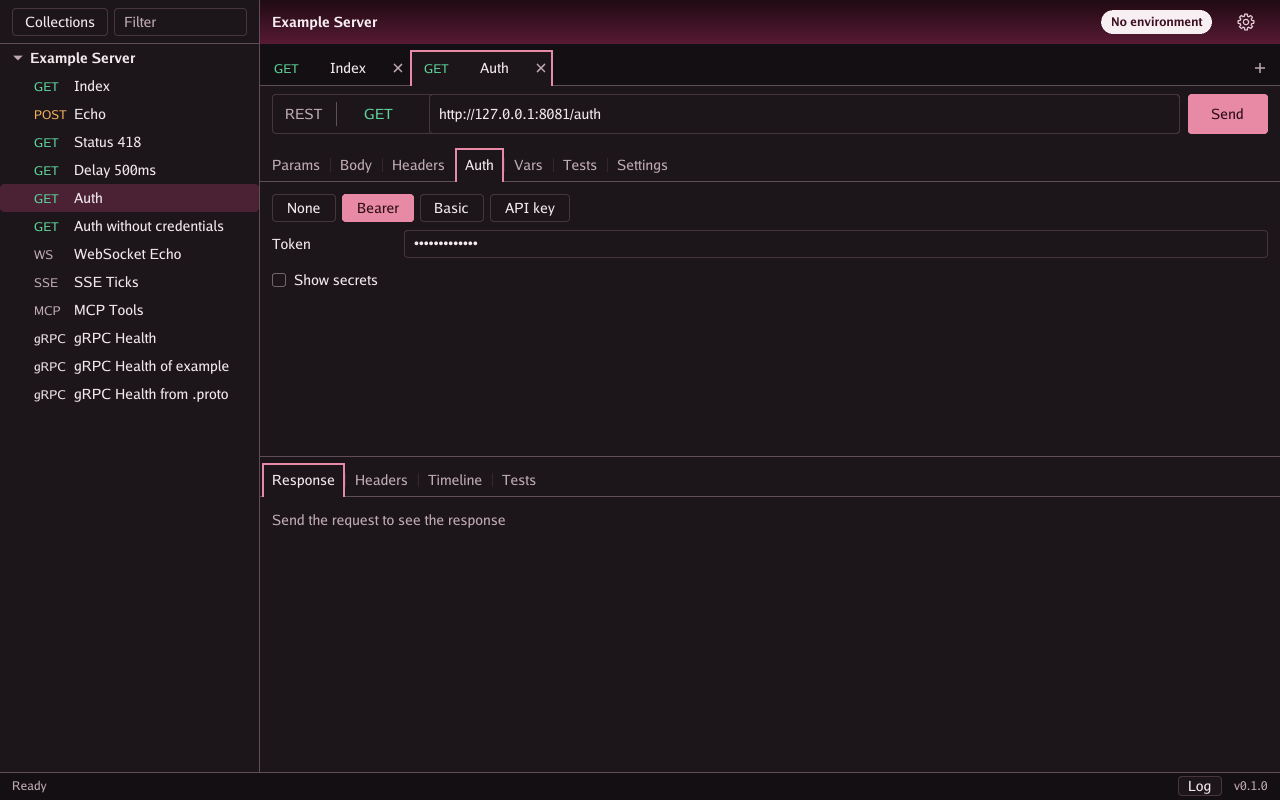 Collections
Filter
Example Server
No environment
Example Server
GET Index
POST Echo
GET Status 418
GET Delay 500ms
GET Auth
GET Auth without credentials
WS WebSocket Echo
SSE SSE Ticks
MCP MCP Tools
gRPC gRPC Health
gRPC gRPC Health of example
gRPC gRPC Health from .proto
GET Index
GET Auth
REST GET http://127.0.0.1:8081/auth Send
Params Body Headers Auth Vars Tests Settings
None Bearer Basic API key
Token •••••••••••••
Show secrets
Response Headers Timeline Tests
Send the request to see the response
Ready
Log v0.1.0